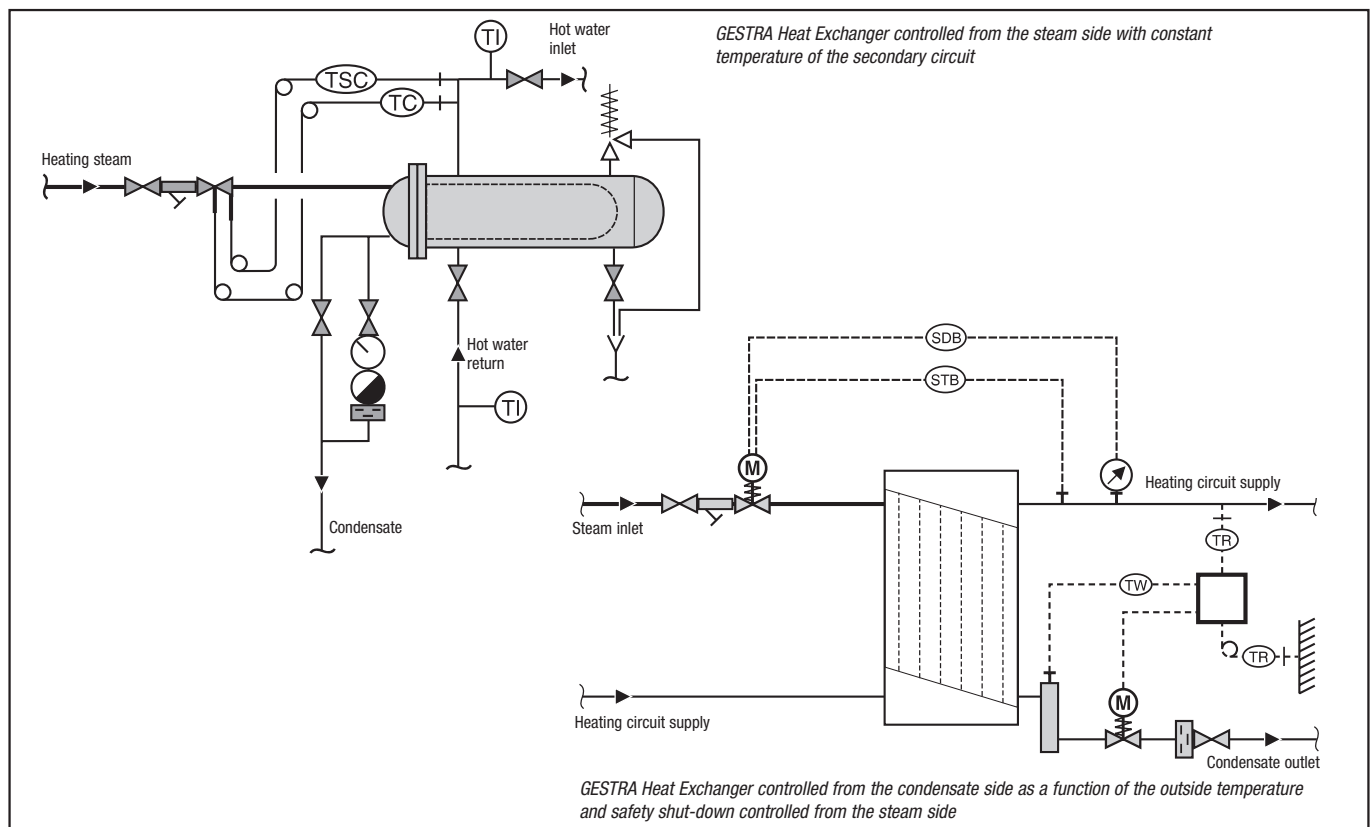 GESTRA Heat Exchanger controlled from the steam side with constant
temperature of the secondary circuit
TI
Hot water
inlet
TSC
TC
Heating steam
Hot water
return
TI
Condensate
SDB
STB
M
Steam inlet
Heating circuit supply
TR
TW
TR
M
Heating circuit supply
Condensate outlet
GESTRA Heat Exchanger controlled from the condensate side as a function of the outside temperature
and safety shut-down controlled from the steam side